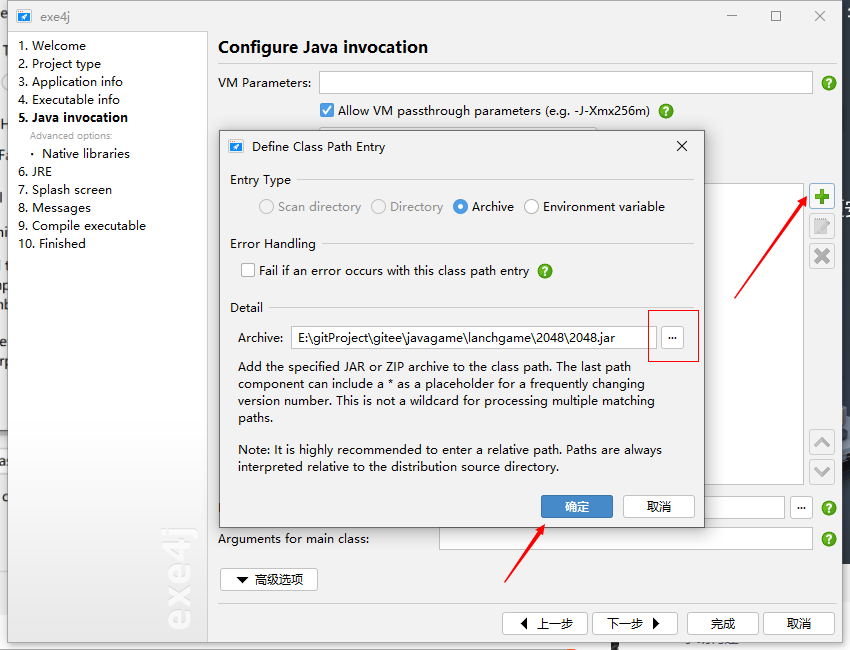 exe4j
1. Welcome
2. Project type
3. Application info
4. Executable info
5. Java invocation
Advanced options:
· Native libraries
6. JRE
7. Splash screen
8. Messages
9. Compile executable
10. Finished
exe4j
Configure Java invocation
VM Parameters:
Allow VM passthrough parameters (e.g. -J-Xmx256m)
Define Class Path Entry
Entry Type
Scan directory Directory Archive Environment variable
Error Handling
Fail if an error occurs with this class path entry
Detail
Archive: E:\gitProject\gitee\javagame\lanchgame\2048\2048.jar ...
Add the specified JAR or ZIP archive to the class path. The last path
component can include a * as a placeholder for a frequently changing
version number. This is not a wildcard for processing multiple matching
paths.
Note: It is highly recommended to enter a relative path. Paths are always
interpreted relative to the distribution source directory.
确定 取消
...
Arguments for main class:
高级选项
上一步 下一步 完成 取消